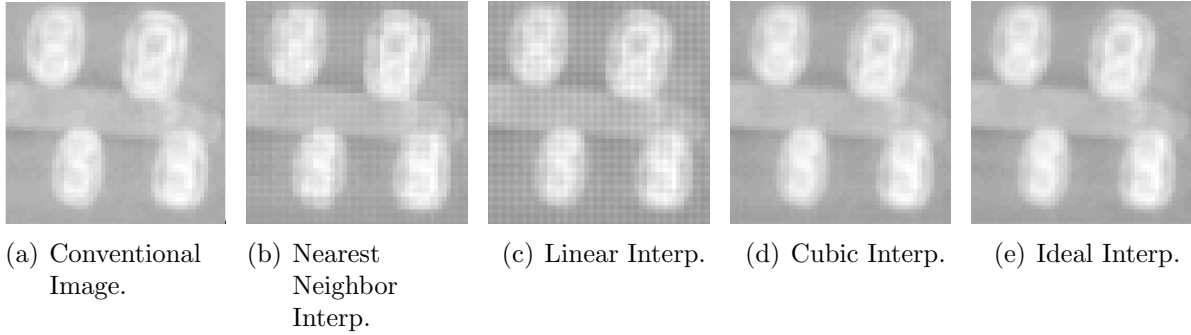 (a) Conventional Image.
(b) Nearest Neighbor Interp.
(c) Linear Interp.
(d) Cubic Interp.
(e) Ideal Interp.